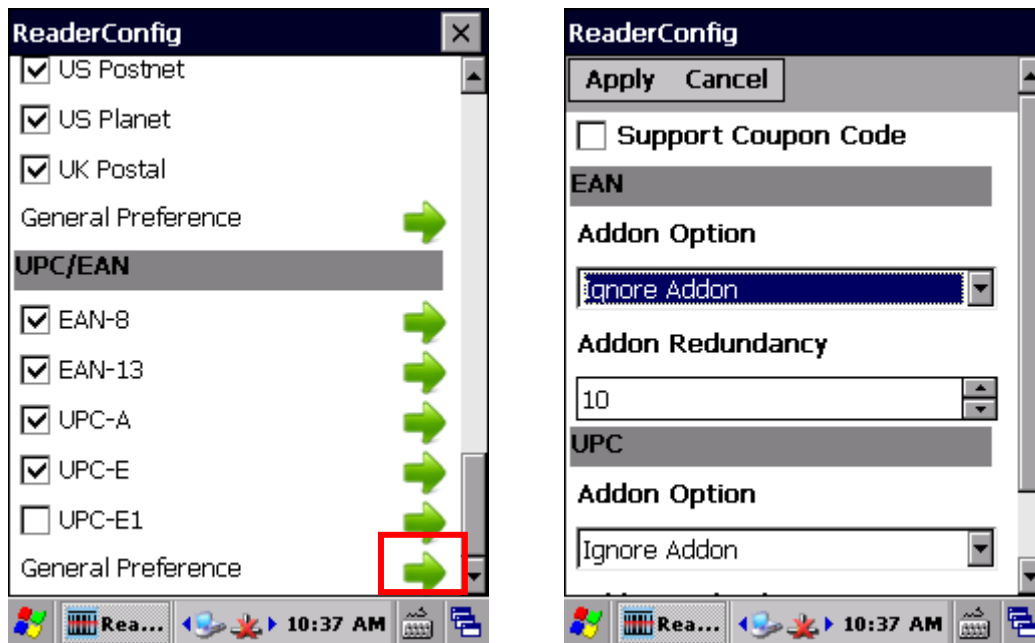 ReaderConfig
US Postnet
US Planet
UK Postal
General Preference
UPC/EAN
EAN-8
EAN-13
UPC-A
UPC-E
UPC-E1
General Preference
Rea... 10:37 AM
ReaderConfig
Apply Cancel
Support Coupon Code
EAN
Addon Option
Ignore Addon
Addon Redundancy
10
UPC
Addon Option
Ignore Addon
Rea... 10:37 AM